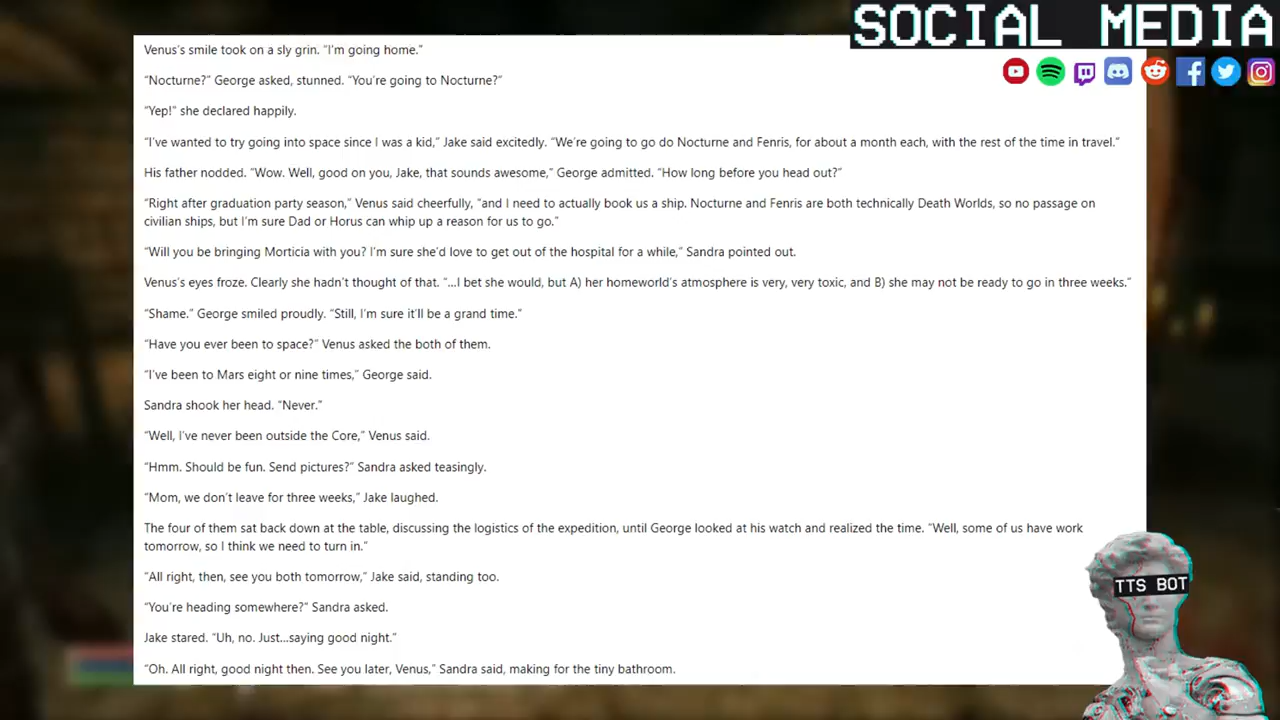 SOCIAL MEDIA
Venus's smile took on a sly grin. “I'm going home.”
“Nocturne?” George asked, stunned. “You're going to Nocturne?”
“Yep!” she declared happily.
“I've wanted to try going into space since I was a kid,” Jake said excitedly. “We're going to go do Nocturne and Fenris, for about a month each, with the rest of the time in travel.”
His father nodded. “Wow. Well, good on you, Jake, that sounds awesome,” George admitted. “How long before you head out?”
“Right after graduation party season,” Venus said cheerfully, “and I need to actually book us a ship. Nocturne and Fenris are both technically Death Worlds, so no passage on
civilian ships, but I'm sure Dad or Horus can whip up a reason for us to go.”
“Will you be bringing Morticia with you? I'm sure she'd love to get out of the hospital for a while,” Sandra pointed out.
Venus's eyes froze. Clearly she hadn't thought of that. “…I bet she would, but A) her homeworld's atmosphere is very, very toxic, and B) she may not be ready to go in three weeks.”
“Shame.” George smiled proudly. “Still, I'm sure it'll be a grand time.”
“Have you ever been to space?” Venus asked the both of them.
“I've been to Mars eight or nine times,” George said.
Sandra shook her head. “Never.”
“Well, I've never been outside the Core,” Venus said.
“Hmm. Should be fun. Send pictures?” Sandra asked teasingly.
“Mom, we don't leave for three weeks,” Jake laughed.
The four of them sat back down at the table, discussing the logistics of the expedition, until George looked at his watch and realized the time. “Well, some of us have work
tomorrow, so I think we need to turn in.”
“All right, then, see you both tomorrow,” Jake said, standing too.
“You're heading somewhere?” Sandra asked.
Jake stared. “Uh, no. Just…saying good night.”
“Oh. All right, good night then. See you later, Venus,” Sandra said, making for the tiny bathroom.
TTS BOT